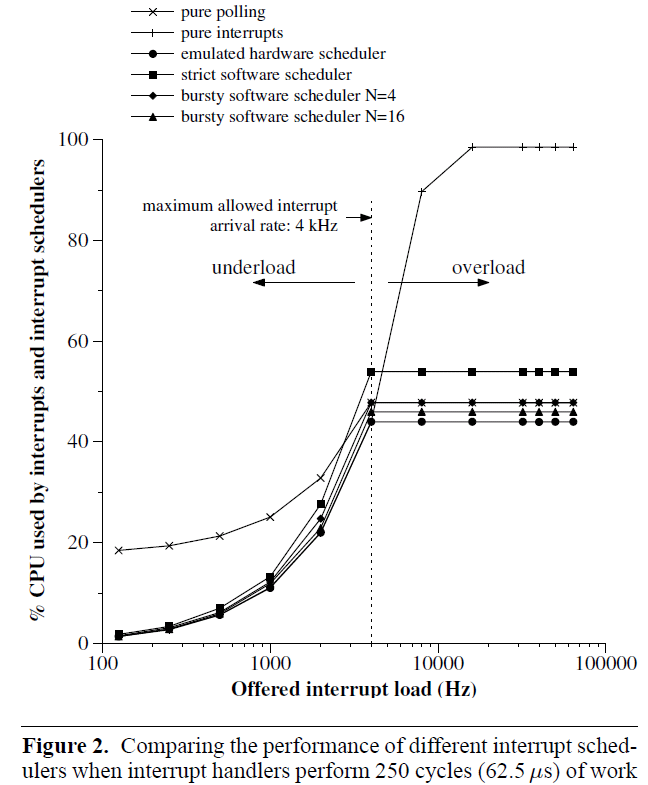 pure polling
pure interrupts
emulated hardware scheduler
strict software scheduler
bursty software scheduler N=4
bursty software scheduler N=16
100
80
60
40
20
0
% CPU used by interrupts and interrupt schedulers
maximum allowed interrupt
arrival rate: 4 kHz
underload
overload
100
1000
10000
100000
Offered interrupt load (Hz)
Figure 2. Comparing the performance of different interrupt sched-
ulers when interrupt handlers perform 250 cycles (62.5 μs) of work